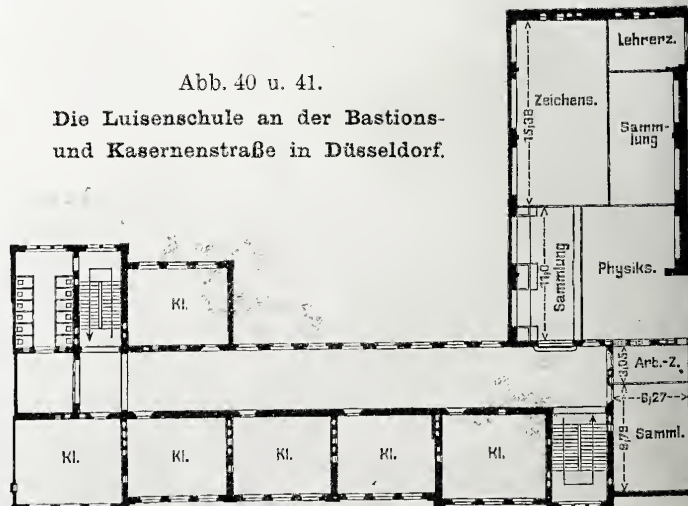 Abb. 40 u. 41.
Die Luisenschule an der Bastions-
und Kasernenstraße in Düsseldorf.
Lehrerz.
Zeichens.
15,38
Samm-
lung
11,0
Sammlung
Physiks.
Kl.
Arb.-Z.
3,05
6,27
8,79
Samml.
Kl.
Kl.
Kl.
Kl.
Kl.